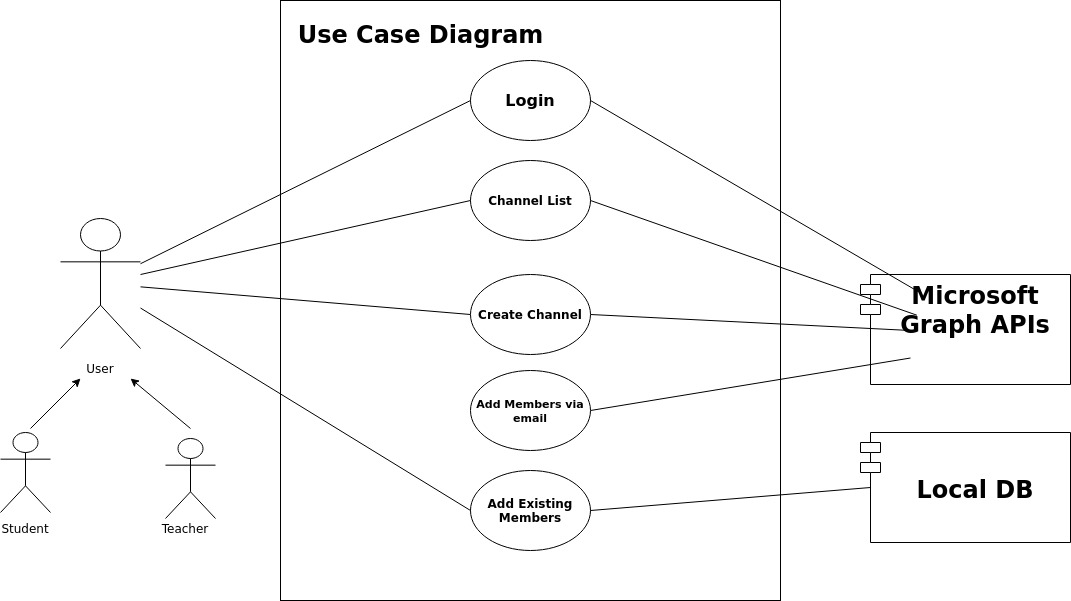 Use Case Diagram
Login
Channel List
Create Channel
Add Members via
email
Add Existing
Members
User
Student
Teacher
Microsoft
Graph APIs
Local DB